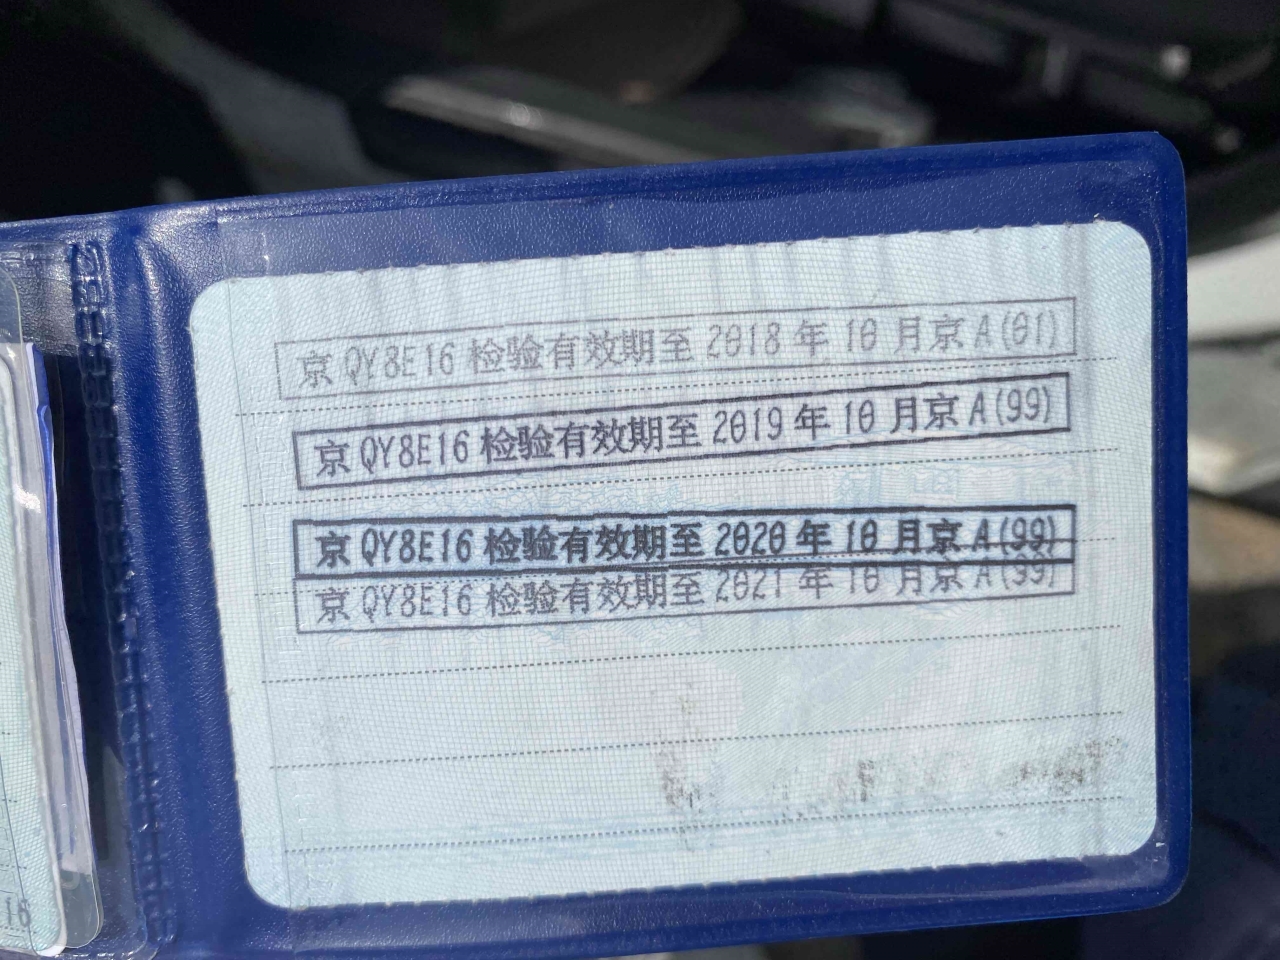 京 QY8E16 检验有效期至 2018 年 10 月京 A(01)
京 QY8E16 检验有效期至 2019 年 10 月京 A(99)
京 QY8E16 检验有效期至 2020 年 10 月京 A(99)
京 QY8E16 检验有效期至 2021 年 10 月京 A(99)
16